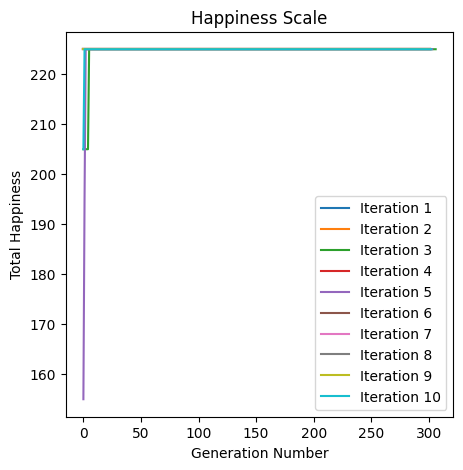 Happiness Scale
Total Happiness
220
210
200
190
180
170
160
0
50
100
150
200
250
300
Generation Number
Iteration 1
Iteration 2
Iteration 3
Iteration 4
Iteration 5
Iteration 6
Iteration 7
Iteration 8
Iteration 9
Iteration 10